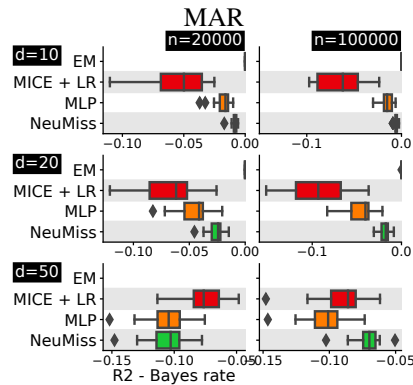 MAR
n=20000 n=100000
d=10
EM
MICE + LR
MLP
NeuMiss
−0.10 −0.05 0.0 −0.1 0.0
d=20
EM
MICE + LR
MLP
NeuMiss
−0.10 −0.05 0.0 −0.1 0.0
d=50
EM
MICE + LR
MLP
NeuMiss
−0.15 −0.10 −0.05 −0.15 −0.10 −0.05
R2 - Bayes rate